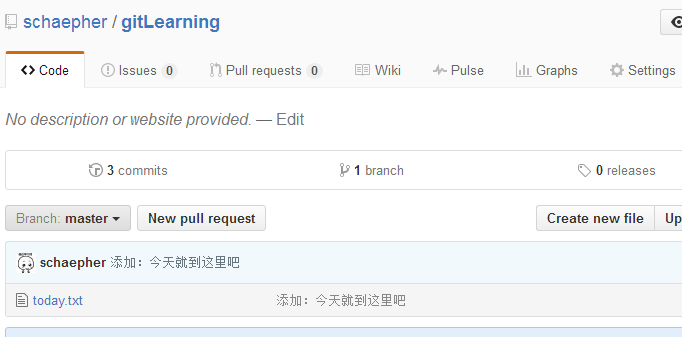 schaepher / gitLearning
Code Issues 0 Pull requests 0 Wiki Pulse Graphs Settings
No description or website provided. — Edit
3 commits 1 branch 0 releases
Branch: master New pull request Create new file Up
schaepher 添加：今天就到这里吧
today.txt 添加：今天就到这里吧